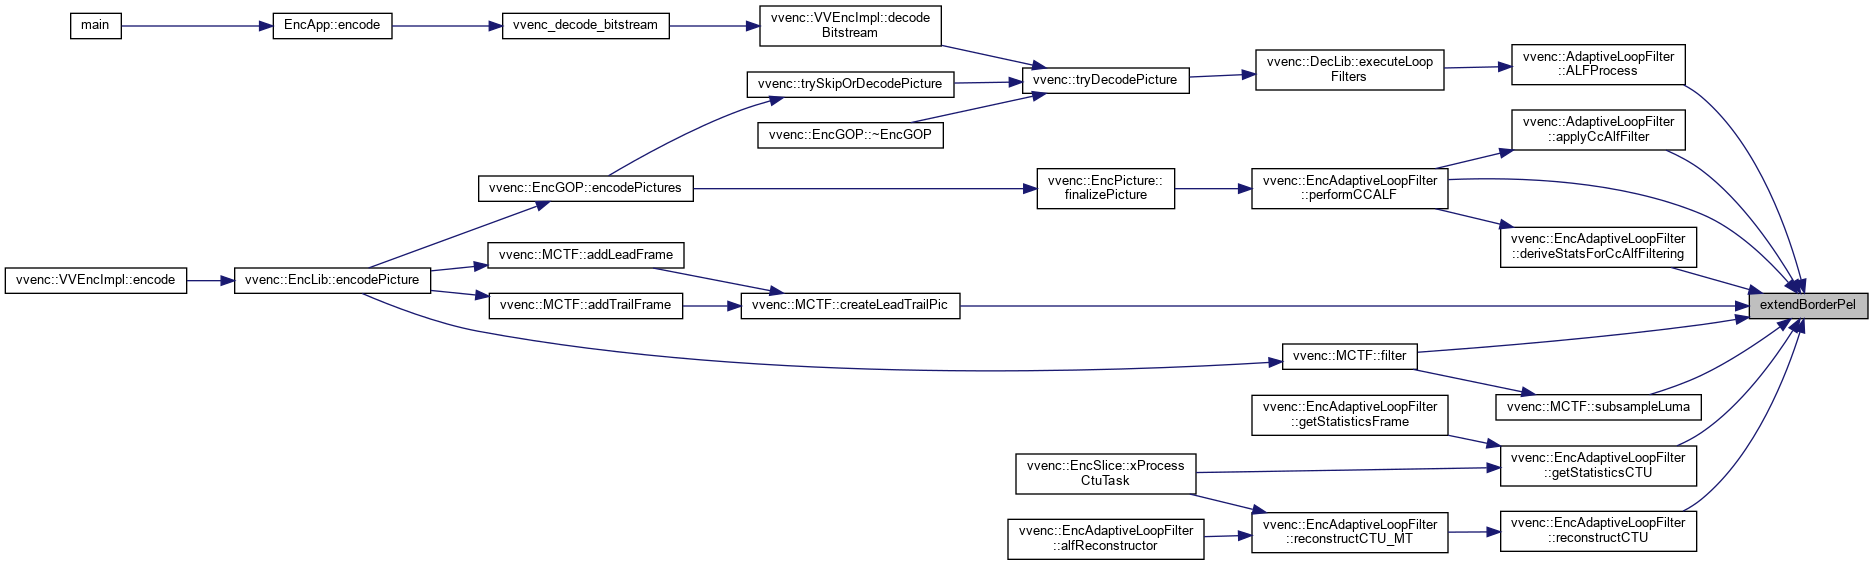 main
EncApp::encode
vvenc_decode_bitstream
vvenc::VVEncImpl::decode
Bitstream
vvenc::trySkipOrDecodePicture
vvenc::EncGOP::~EncGOP
vvenc::tryDecodePicture
vvenc::DecLib::executeLoop
Filters
vvenc::AdaptiveLoopFilter
::ALFProcess
vvenc::AdaptiveLoopFilter
::applyCcAlfFilter
vvenc::EncGOP::encodePictures
vvenc::EncPicture::
finalizePicture
vvenc::EncAdaptiveLoopFilter
::performCCALF
vvenc::EncAdaptiveLoopFilter
::deriveStatsForCcAlfFiltering
vvenc::MCTF::addLeadFrame
vvenc::VVEncImpl::encode
vvenc::EncLib::encodePicture
vvenc::MCTF::addTrailFrame
vvenc::MCTF::createLeadTrailPic
extendBorderPel
vvenc::MCTF::filter
vvenc::MCTF::subsampleLuma
vvenc::EncAdaptiveLoopFilter
::getStatisticsFrame
vvenc::EncAdaptiveLoopFilter
::getStatisticsCTU
vvenc::EncSlice::xProcess
CtuTask
vvenc::EncAdaptiveLoopFilter
::alfReconstructor
vvenc::EncAdaptiveLoopFilter
::reconstructCTU_MT
vvenc::EncAdaptiveLoopFilter
::reconstructCTU